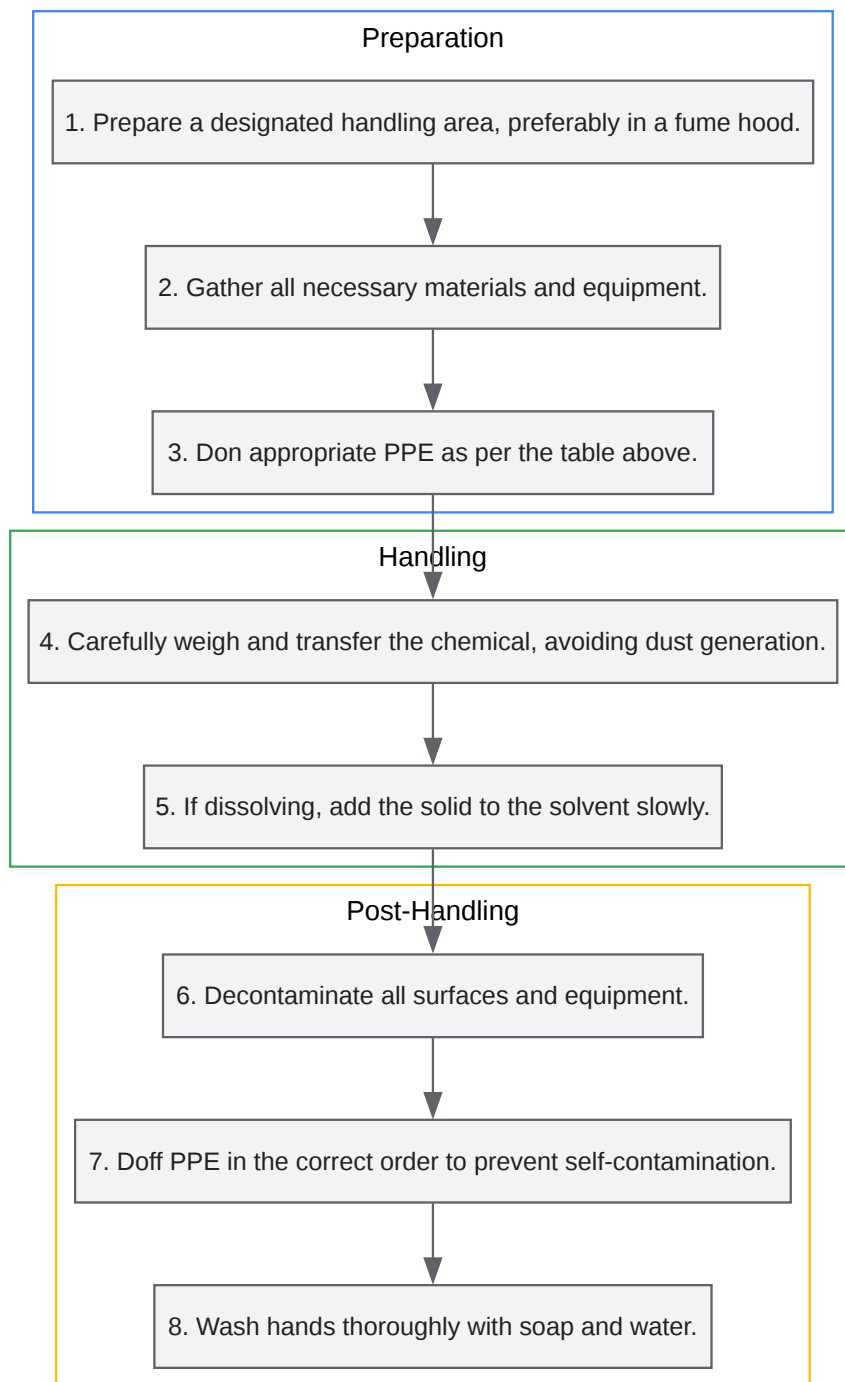 Preparation
1. Prepare a designated handling area, preferably in a fume hood.
2. Gather all necessary materials and equipment.
3. Don appropriate PPE as per the table above.
Handling
4. Carefully weigh and transfer the chemical, avoiding dust generation.
5. If dissolving, add the solid to the solvent slowly.
Post-Handling
6. Decontaminate all surfaces and equipment.
7. Doff PPE in the correct order to prevent self-contamination.
8. Wash hands thoroughly with soap and water.